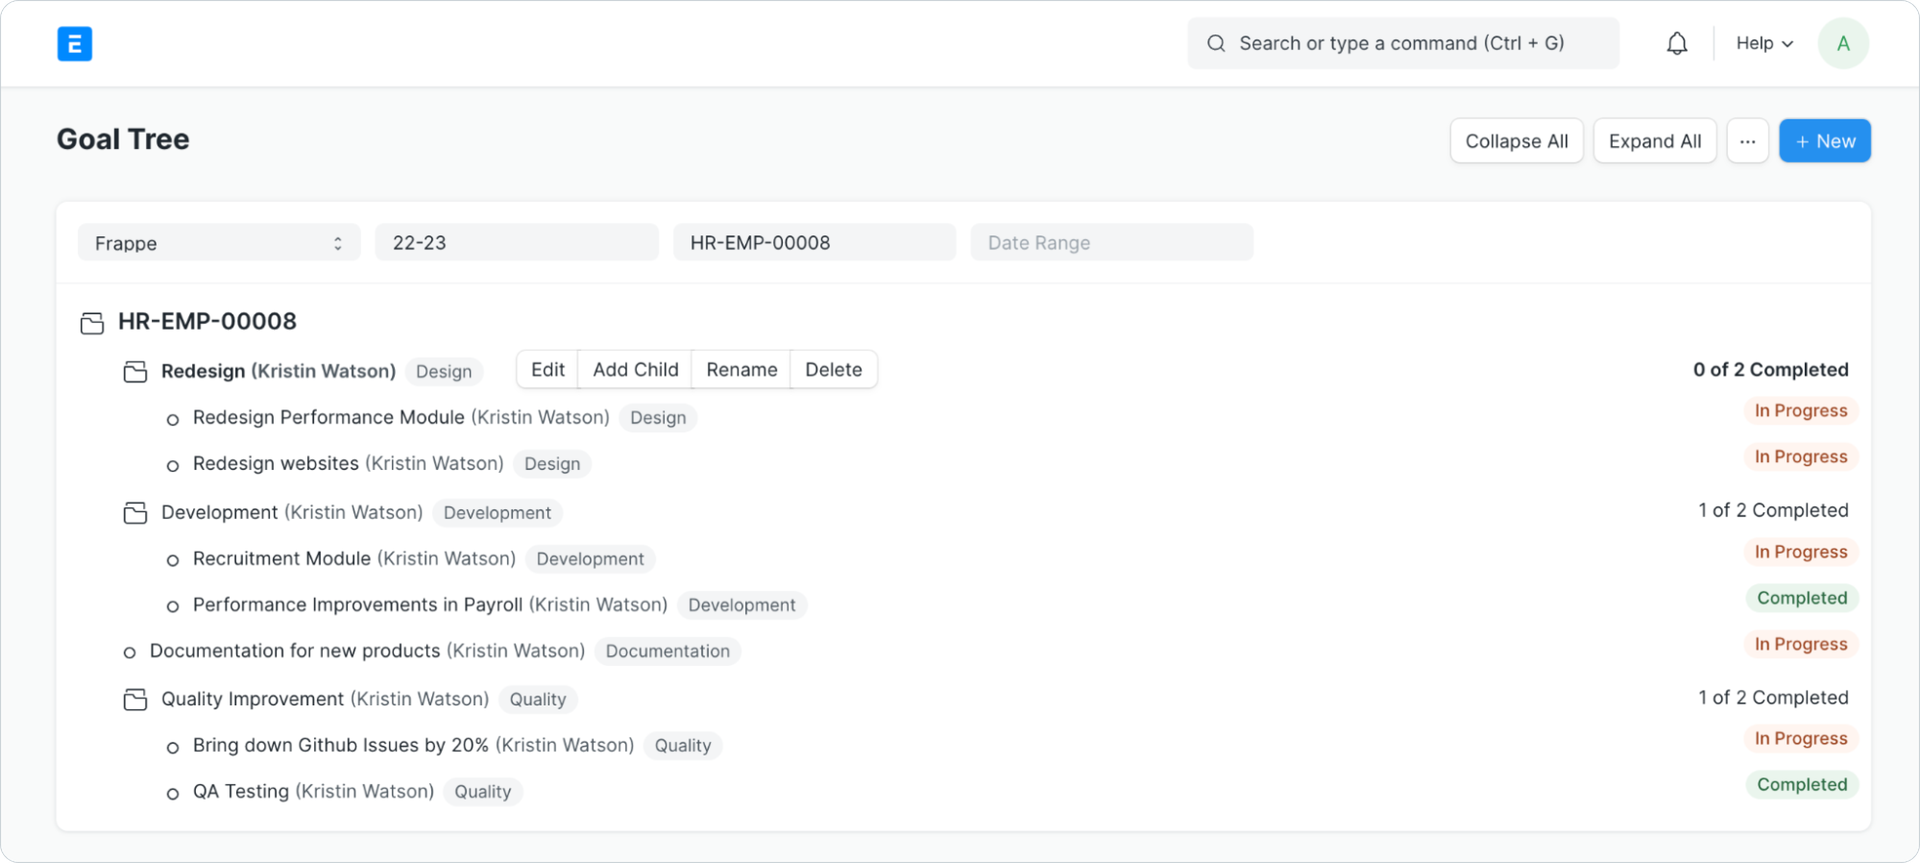 E
Search or type a command (Ctrl + G)
Help
A
Goal Tree
Collapse All
Expand All
···
+ New
Frappe
22-23
HR-EMP-00008
Date Range
HR-EMP-00008
Redesign (Kristin Watson) Design Edit Add Child Rename Delete 0 of 2 Completed
Redesign Performance Module (Kristin Watson) Design In Progress
Redesign websites (Kristin Watson) Design In Progress
Development (Kristin Watson) Development 1 of 2 Completed
Recruitment Module (Kristin Watson) Development In Progress
Performance Improvements in Payroll (Kristin Watson) Development Completed
Documentation for new products (Kristin Watson) Documentation In Progress
Quality Improvement (Kristin Watson) Quality 1 of 2 Completed
Bring down Github Issues by 20% (Kristin Watson) Quality In Progress
QA Testing (Kristin Watson) Quality Completed